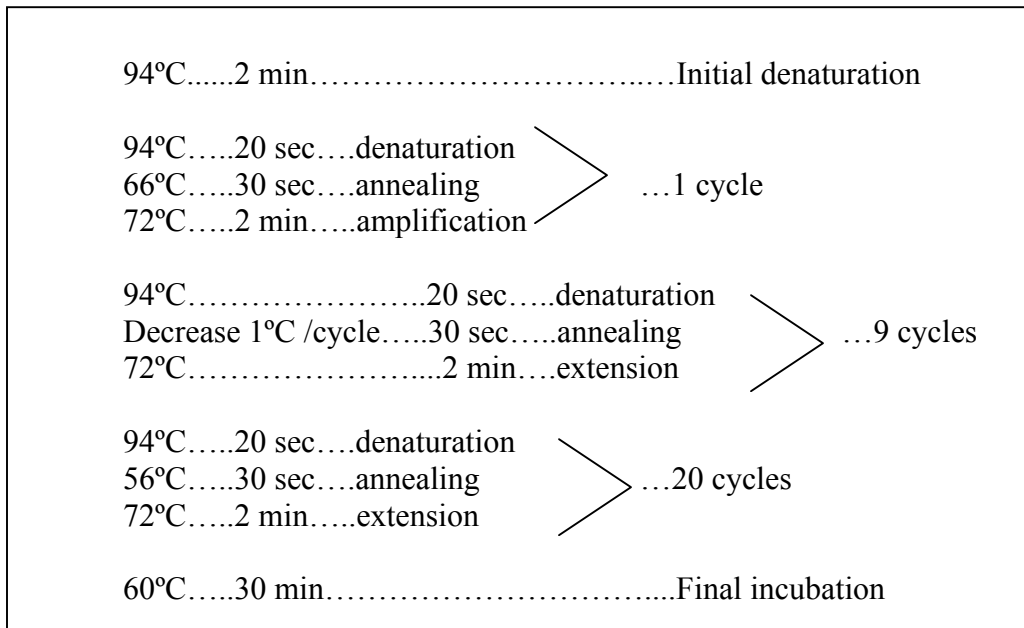 94ºC......2 min…………………………..…Initial denaturation
94ºC…..20 sec….denaturation
66ºC…..30 sec….annealing …1 cycle
72ºC…..2 min…..amplification
94ºC…………………..20 sec…..denaturation
Decrease 1ºC /cycle…..30 sec…..annealing …9 cycles
72ºC…………………....2 min….extension
94ºC…..20 sec….denaturation
56ºC…..30 sec….annealing …20 cycles
72ºC…..2 min…..extension
60ºC…..30 min…………………………....Final incubation